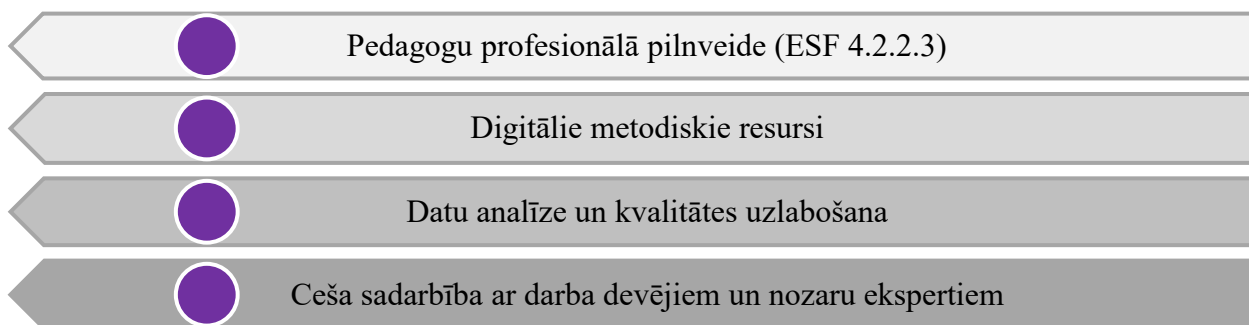 Pedagogu profesionālā pilnveide (ESF 4.2.2.3)
Digitālie metodiskie resursi
Datu analīze un kvalitātes uzlabošana
Ceša sadarbība ar darba devējiem un nozaru ekspertiem